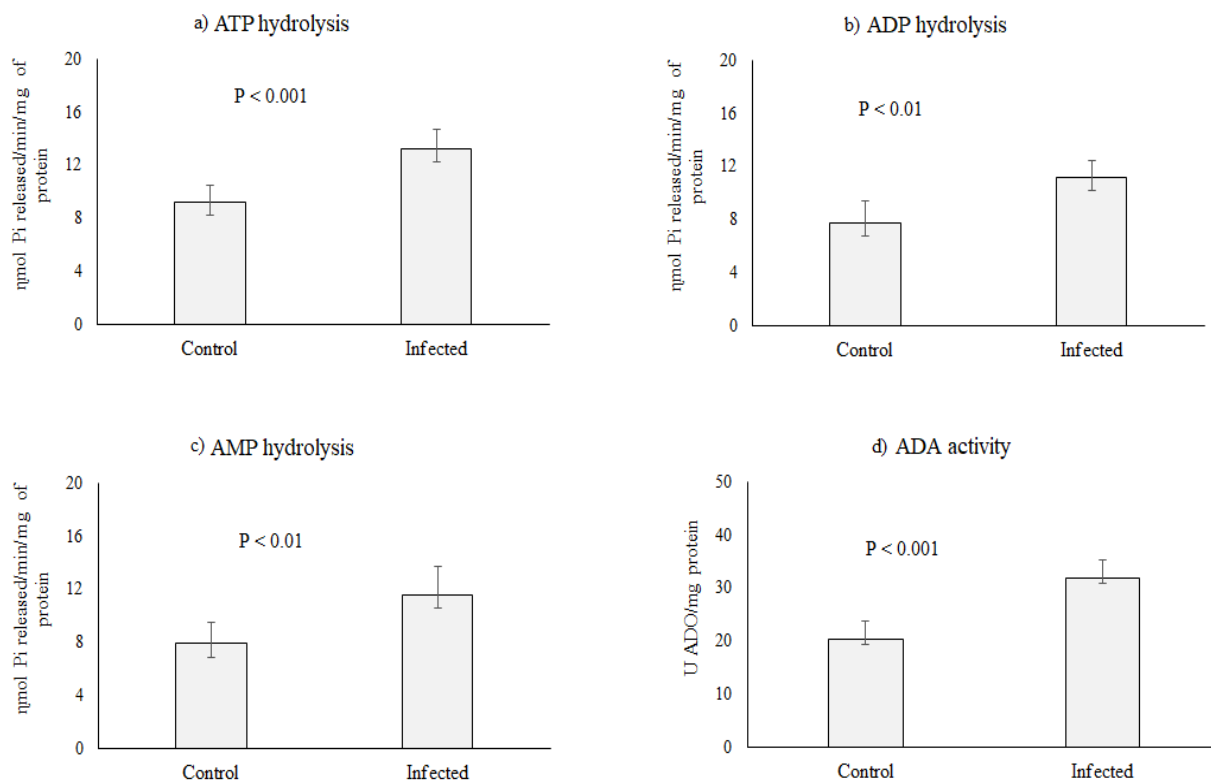 a) ATP hydrolysis
ηmol Pi released/min/mg of
protein
20
16
12
8
4
0
P < 0.001
Control
Infected
b) ADP hydrolysis
ηmol Pi released/min/mg of
protein
20
16
12
8
4
0
P < 0.01
Control
Infected
c) AMP hydrolysis
ηmol Pi released/min/mg of
protein
20
16
12
8
4
0
P < 0.01
Control
Infected
d) ADA activity
U ADO/mg protein
50
40
30
20
10
0
P < 0.001
Control
Infected